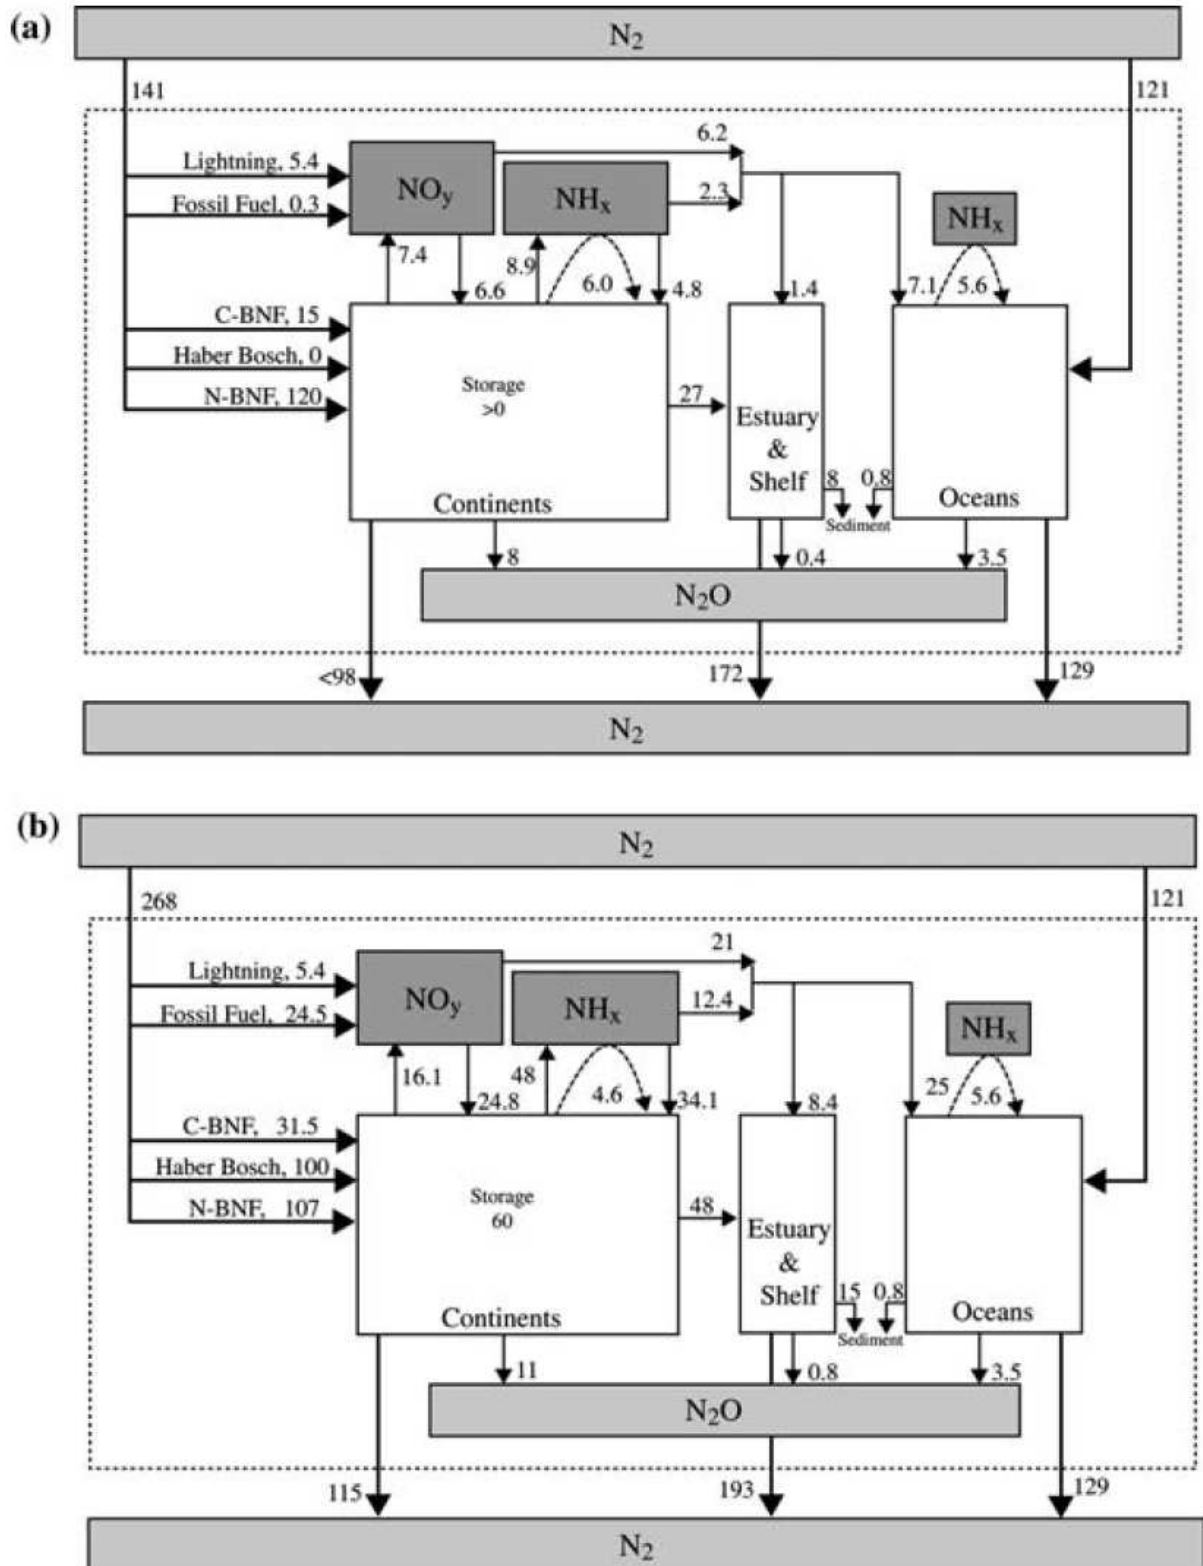 (a)
N₂
141
121
6.2
Lightning, 5.4
NOy
NHx
2.3
Fossil Fuel, 0.3
NHx
7.4
6.6
8.9
6.0
4.8
1.4
7.1
5.6
C-BNF, 15
Haber Bosch, 0
N-BNF, 120
Storage
>0
27
Estuary
&
Shelf
8
0.8
Continents
Oceans
Sediment
8
0.4
3.5
N₂O
<98
172
129
N₂
(b)
N₂
268
121
21
Lightning, 5.4
NOy
NHx
12.4
Fossil Fuel, 24.5
NHx
16.1
24.8
48
4.6
34.1
8.4
25
5.6
C-BNF, 31.5
Haber Bosch, 100
N-BNF, 107
Storage
60
48
Estuary
&
Shelf
15
0.8
Continents
Oceans
Sediment
11
0.8
3.5
N₂O
115
193
129
N₂